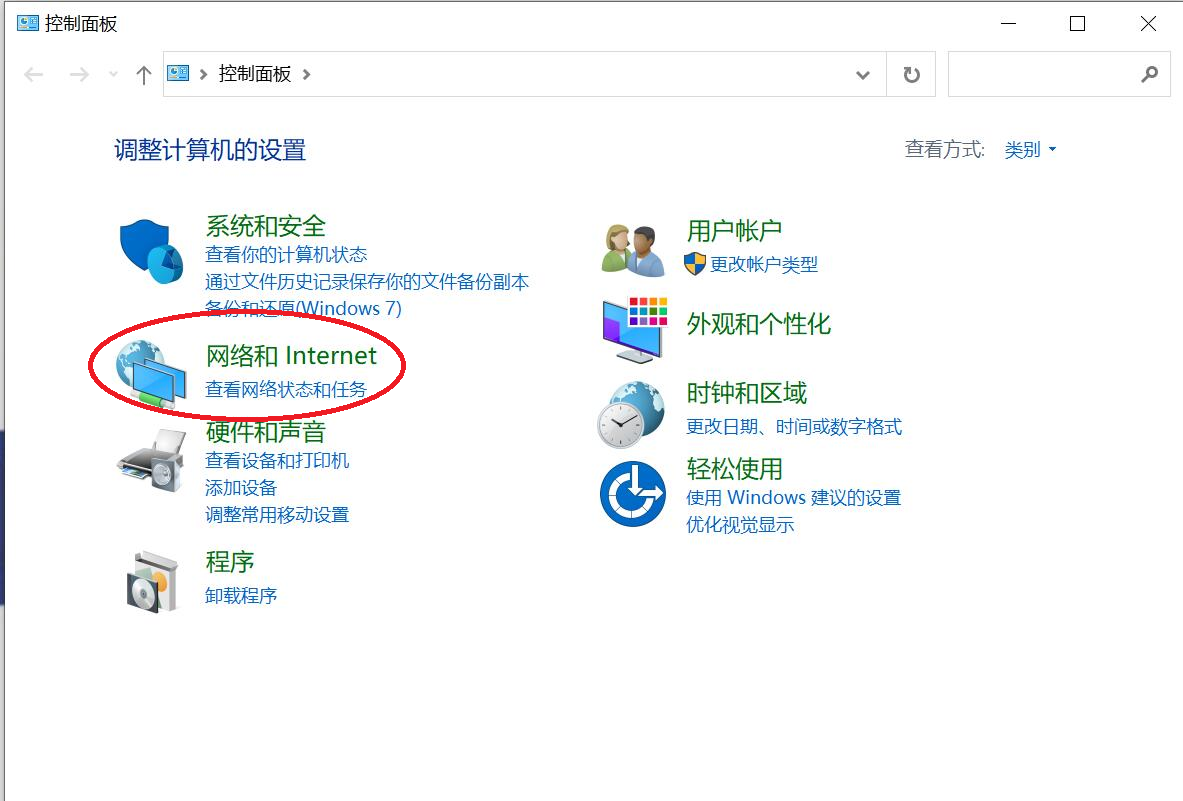 控制面板
控制面板
调整计算机的设置
查看方式: 类别
系统和安全
查看你的计算机状态
通过文件历史记录保存你的文件备份副本
备份和还原(Windows 7)
网络和 Internet
查看网络状态和任务
硬件和声音
查看设备和打印机
添加设备
调整常用移动设置
程序
卸载程序
用户帐户
更改帐户类型
外观和个性化
时钟和区域
更改日期、时间或数字格式
轻松使用
使用 Windows 建议的设置
优化视觉显示